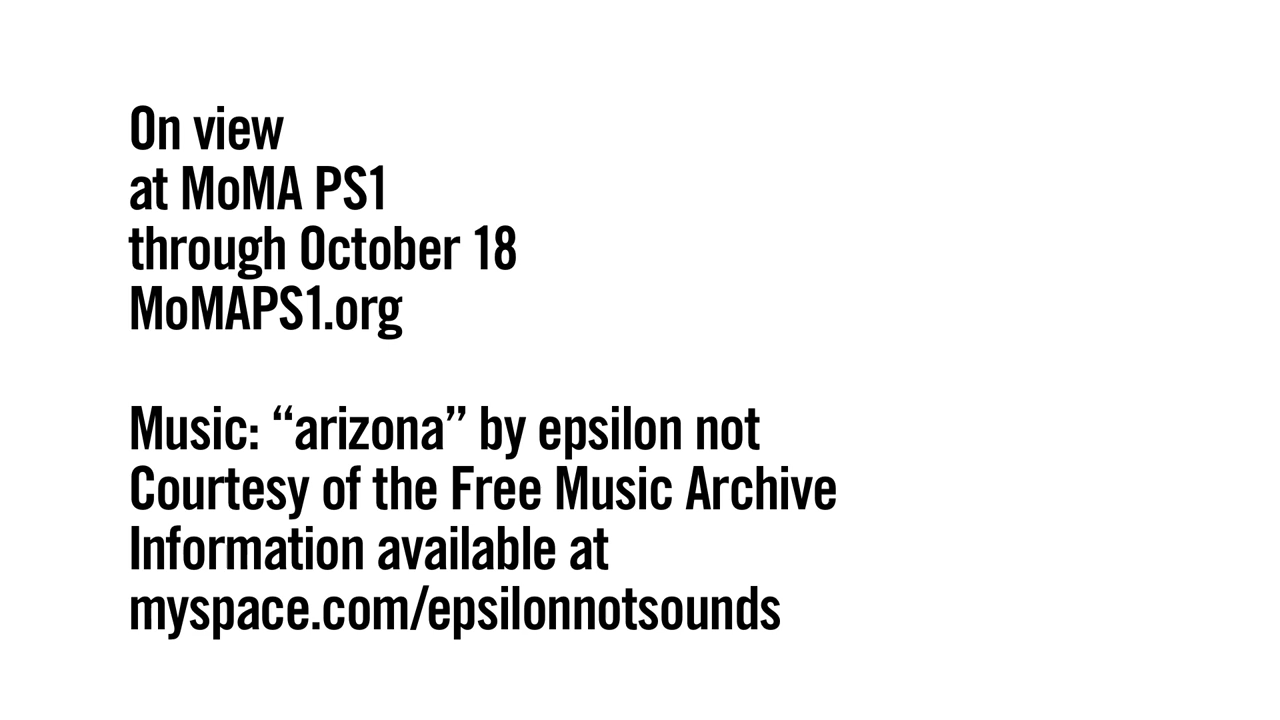 On view
at MoMA PS1
through October 18
MoMAPS1.org
Music: “arizona” by epsilon not
Courtesy of the Free Music Archive
Information available at
myspace.com/epsilonnotsounds